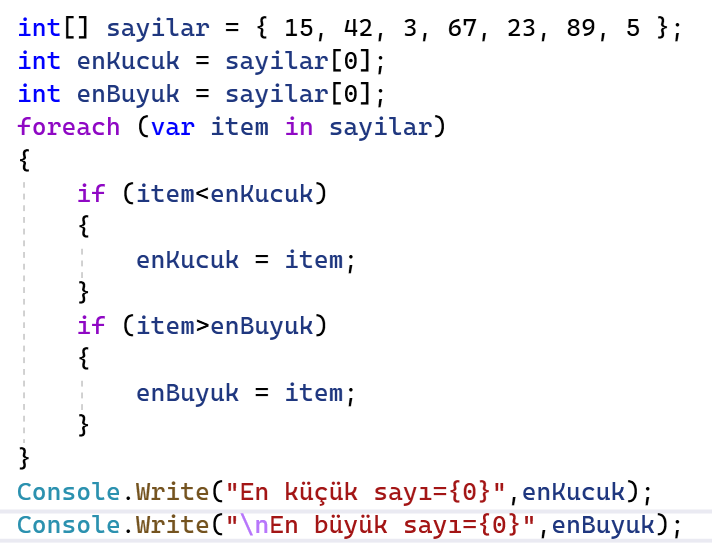 int[] sayilar = { 15, 42, 3, 67, 23, 89, 5 };
int enKucuk = sayilar[0];
int enBuyuk = sayilar[0];
foreach (var item in sayilar)
{
    if (item<enKucuk)
    {
        enKucuk = item;
    }
    if (item>enBuyuk)
    {
        enBuyuk = item;
    }
}
Console.Write("En küçük sayı={0}",enKucuk);
Console.Write("\nEn büyük sayı={0}",enBuyuk);